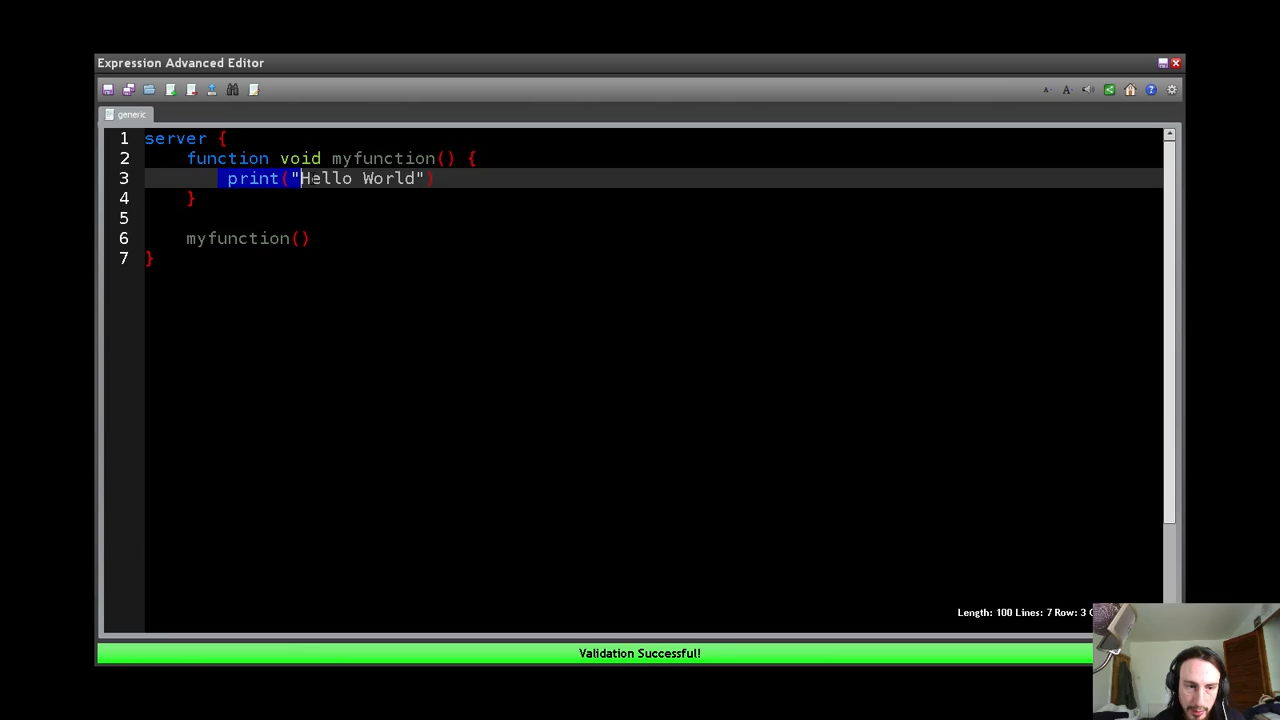 Expression Advanced Editor
generic
1 server {
2 function void myfunction() {
3 print("Hello World")
4 }
5
6 myfunction()
7 }
Length: 100 Lines: 7 Row: 3
Validation Successful!